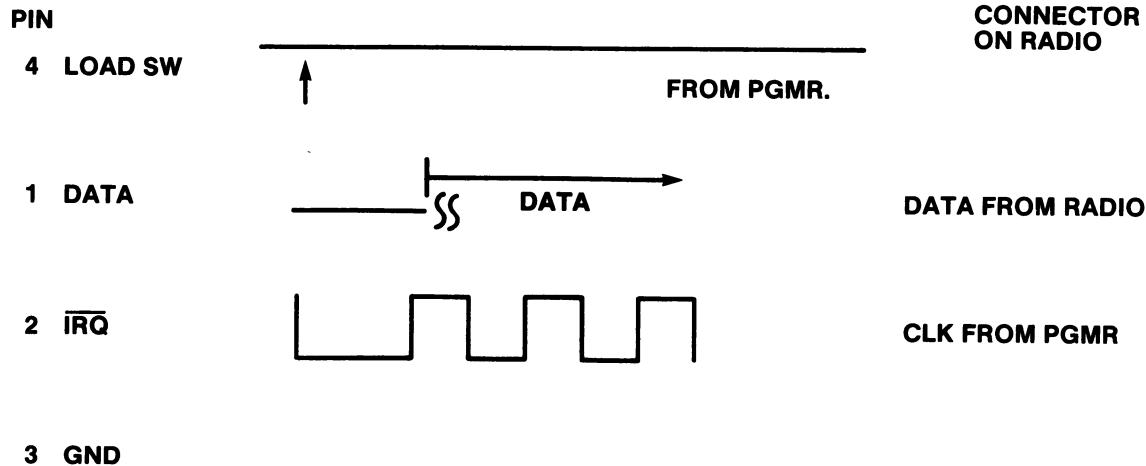 PIN
CONNECTOR
ON RADIO
4 LOAD SW
FROM PGMR.
1 DATA
DATA
DATA FROM RADIO
2 IRQ
CLK FROM PGMR
3 GND